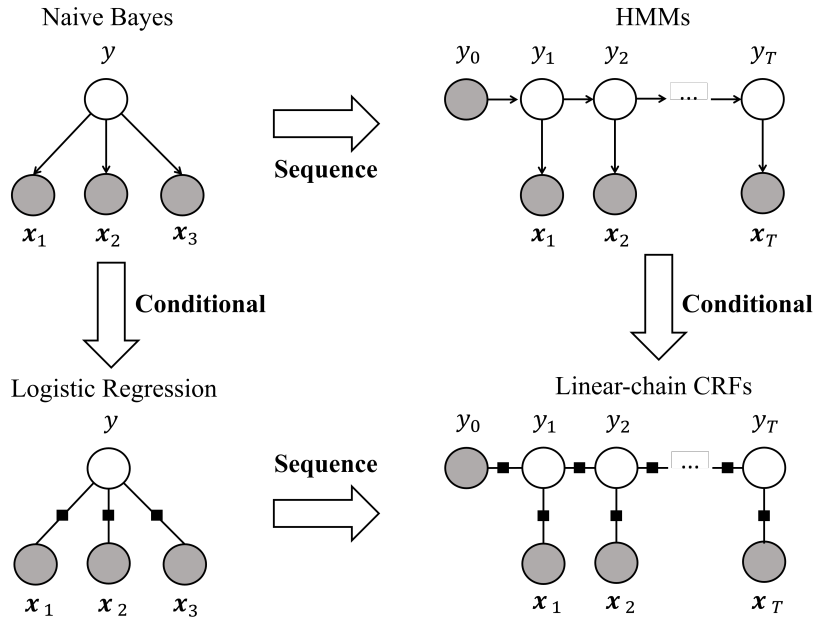 Naive Bayes
y
x1 x2 x3
Sequence
HMMs
y0 y1 y2 yT
...
x1 x2 xT
Conditional
Conditional
Logistic Regression
y
x1 x2 x3
Sequence
Linear-chain CRFs
y0 y1 y2 yT
...
x1 x2 xT